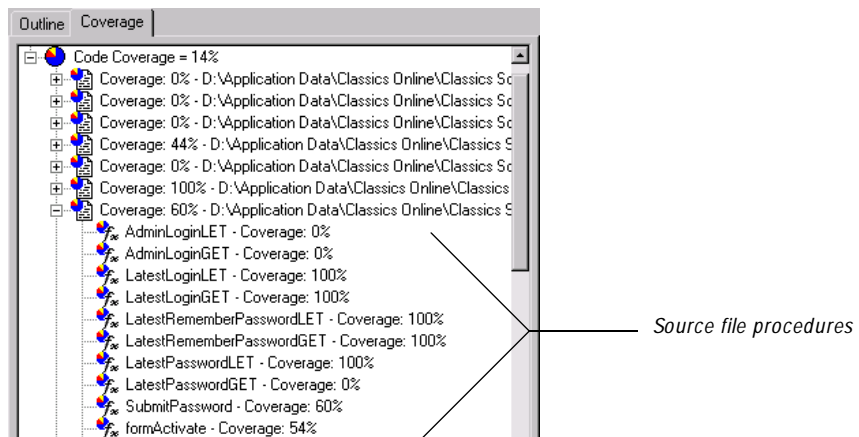 Outline Coverage
Code Coverage = 14%
Coverage: 0% - D:\Application Data\Classics Online\Classics
Coverage: 0% - D:\Application Data\Classics Online\Classics
Coverage: 0% - D:\Application Data\Classics Online\Classics
Coverage: 44% - D:\Application Data\Classics Online\Classics
Coverage: 0% - D:\Application Data\Classics Online\Classics
Coverage: 100% - D:\Application Data\Classics Online\Classics
Coverage: 60% - D:\Application Data\Classics Online\Classics
AdminLoginLET - Coverage: 0%
AdminLoginGET - Coverage: 0%
LatestLoginLET - Coverage: 100%
LatestLoginGET - Coverage: 100%
LatestRememberPasswordLET - Coverage: 100%
LatestRememberPasswordGET - Coverage: 100%
LatestPasswordLET - Coverage: 100%
LatestPasswordGET - Coverage: 0%
SubmitPassword - Coverage: 60%
formActivate - Coverage: 54%
Source file procedures